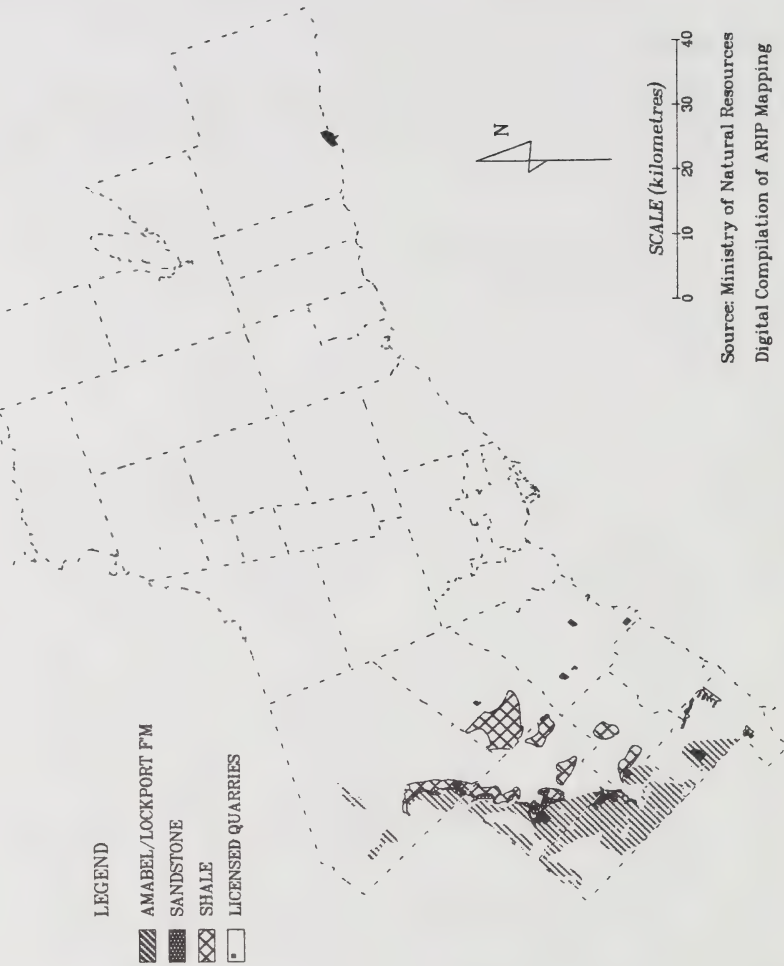 LEGEND
AMABEL/LOCKPORT FM
SANDSTONE
SHALE
LICENSED QUARRIES
N
SCALE (kilometres)
0 10 20 30 40
Source: Ministry of Natural Resources
Digital Compilation of ARIP Mapping